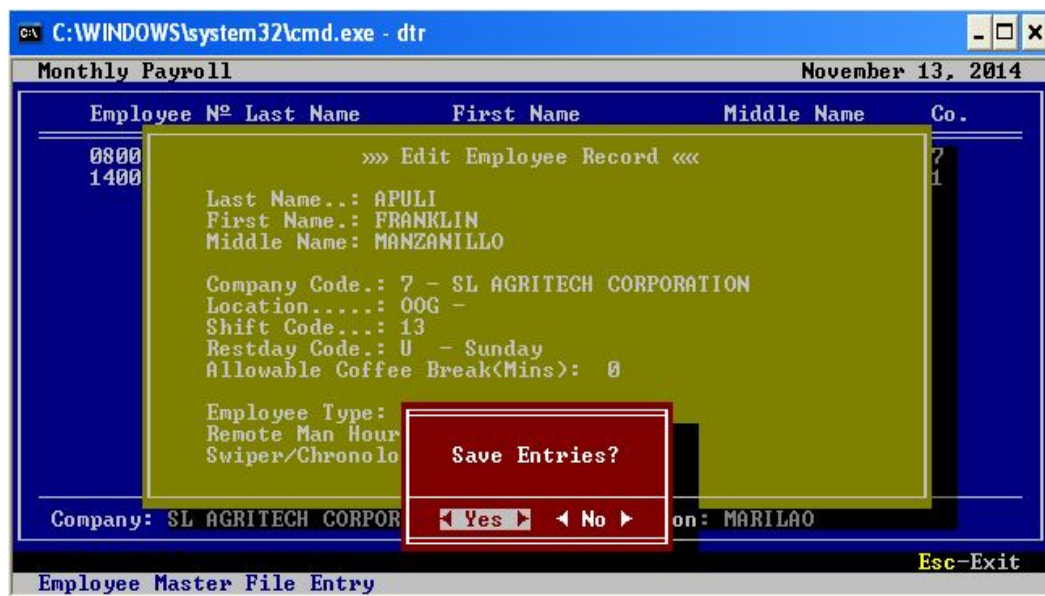 C:\WINDOWS\system32\cmd.exe - dtr
Monthly Payroll November 13, 2014
Employee Nº Last Name First Name Middle Name Co.
0800 7
1400 1
»»» Edit Employee Record «««
Last Name..: APULI
First Name.: FRANKLIN
Middle Name: MANZANILLO
Company Code.: 7 - SL AGRITECH CORPORATION
Location.....: OOG -
Shift Code...: 13
Restday Code.: U - Sunday
Allowable Coffee Break(Mins): 0
Employee Type:
Remote Man Hour
Swiper/Chronolo
Save Entries?
Yes No
Company: SL AGRITECH CORPOR on: MARILAO
Esc-Exit
Employee Master File Entry